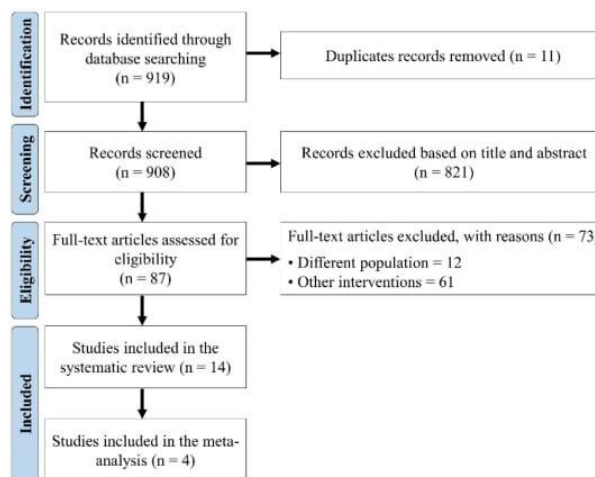 Identification
Records identified through
database searching
(n = 919)
Duplicates records removed (n = 11)
Screening
Records screened
(n = 908)
Records excluded based on title and abstract
(n = 821)
Eligibility
Full-text articles assessed for
eligibility
(n = 87)
Full-text articles excluded, with reasons (n = 73
• Different population = 12
• Other interventions = 61
Included
Studies included in the
systematic review (n = 14)
Studies included in the meta-
analysis (n = 4)